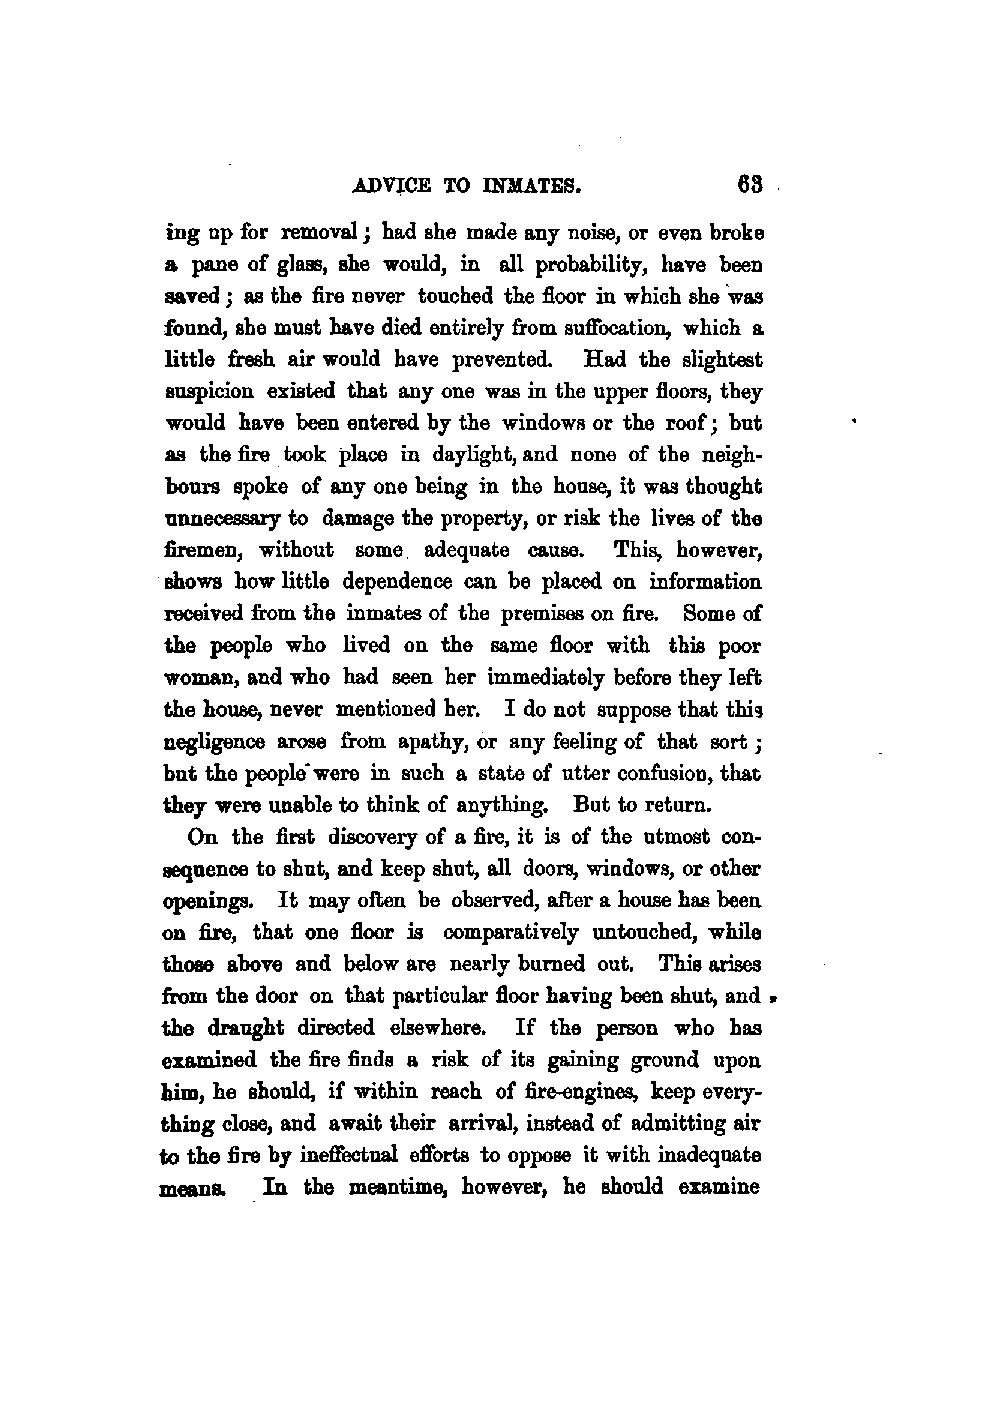 ADVICE TO INMATES. 63
ing up for removal; had she made any noise, or even broke
a pane of glass, she would, in all probability, have been
saved; as the fire never touched the floor in which she was
found, she must have died entirely from suffocation, which a
little fresh air would have prevented. Had the slightest
suspicion existed that any one was in the upper floors, they
would have been entered by the windows or the roof; but
as the fire took place in daylight, and none of the neigh-
bours spoke of any one being in the house, it was thought
unnecessary to damage the property, or risk the lives of the
firemen, without some adequate cause. This, however,
shows how little dependence can be placed on information
received from the inmates of the premises on fire. Some of
the people who lived on the same floor with this poor
woman, and who had seen her immediately before they left
the house, never mentioned her. I do not suppose that this
negligence arose from apathy, or any feeling of that sort;
but the people were in such a state of utter confusion, that
they were unable to think of anything. But to return.
On the first discovery of a fire, it is of the utmost con-
sequence to shut, and keep shut, all doors, windows, or other
openings. It may often be observed, after a house has been
on fire, that one floor is comparatively untouched, while
those above and below are nearly burned out. This arises
from the door on that particular floor having been shut, and
the draught directed elsewhere. If the person who has
examined the fire finds a risk of its gaining ground upon
him, he should, if within reach of fire-engines, keep every-
thing close, and await their arrival, instead of admitting air
to the fire by ineffectual efforts to oppose it with inadequate
means. In the meantime, however, he should examine